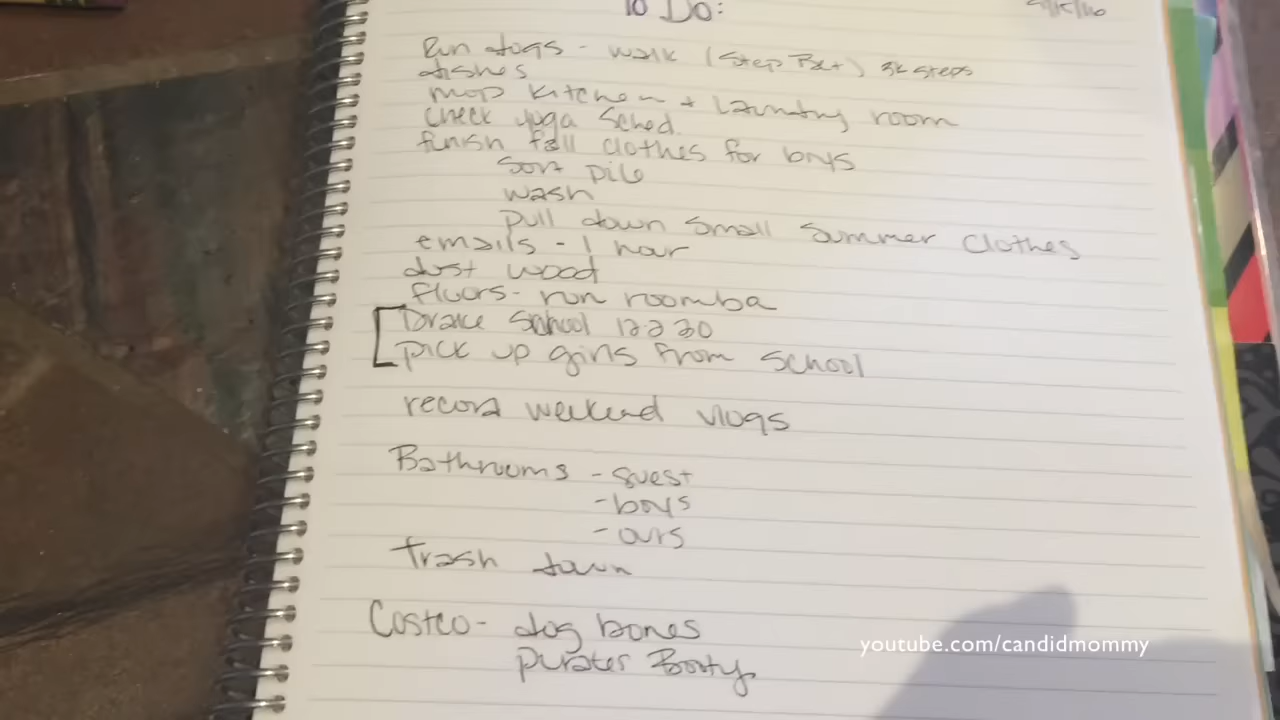 To Do:
Run dogs - walk (Step Bet) 3k steps
dishes
mop kitchen + laundry room
check yoga sched.
finish fall clothes for boys
sort pile
wash
pull down small summer clothes
emails - 1 hour
dust wood
floors - run roomba
Drake School 12:30
pick up girls from school
record weekend vlogs
Bathrooms - guest
- boys
- ours
trash down
Costco - dog bones
pirates Booty
youtube.com/candidmommy